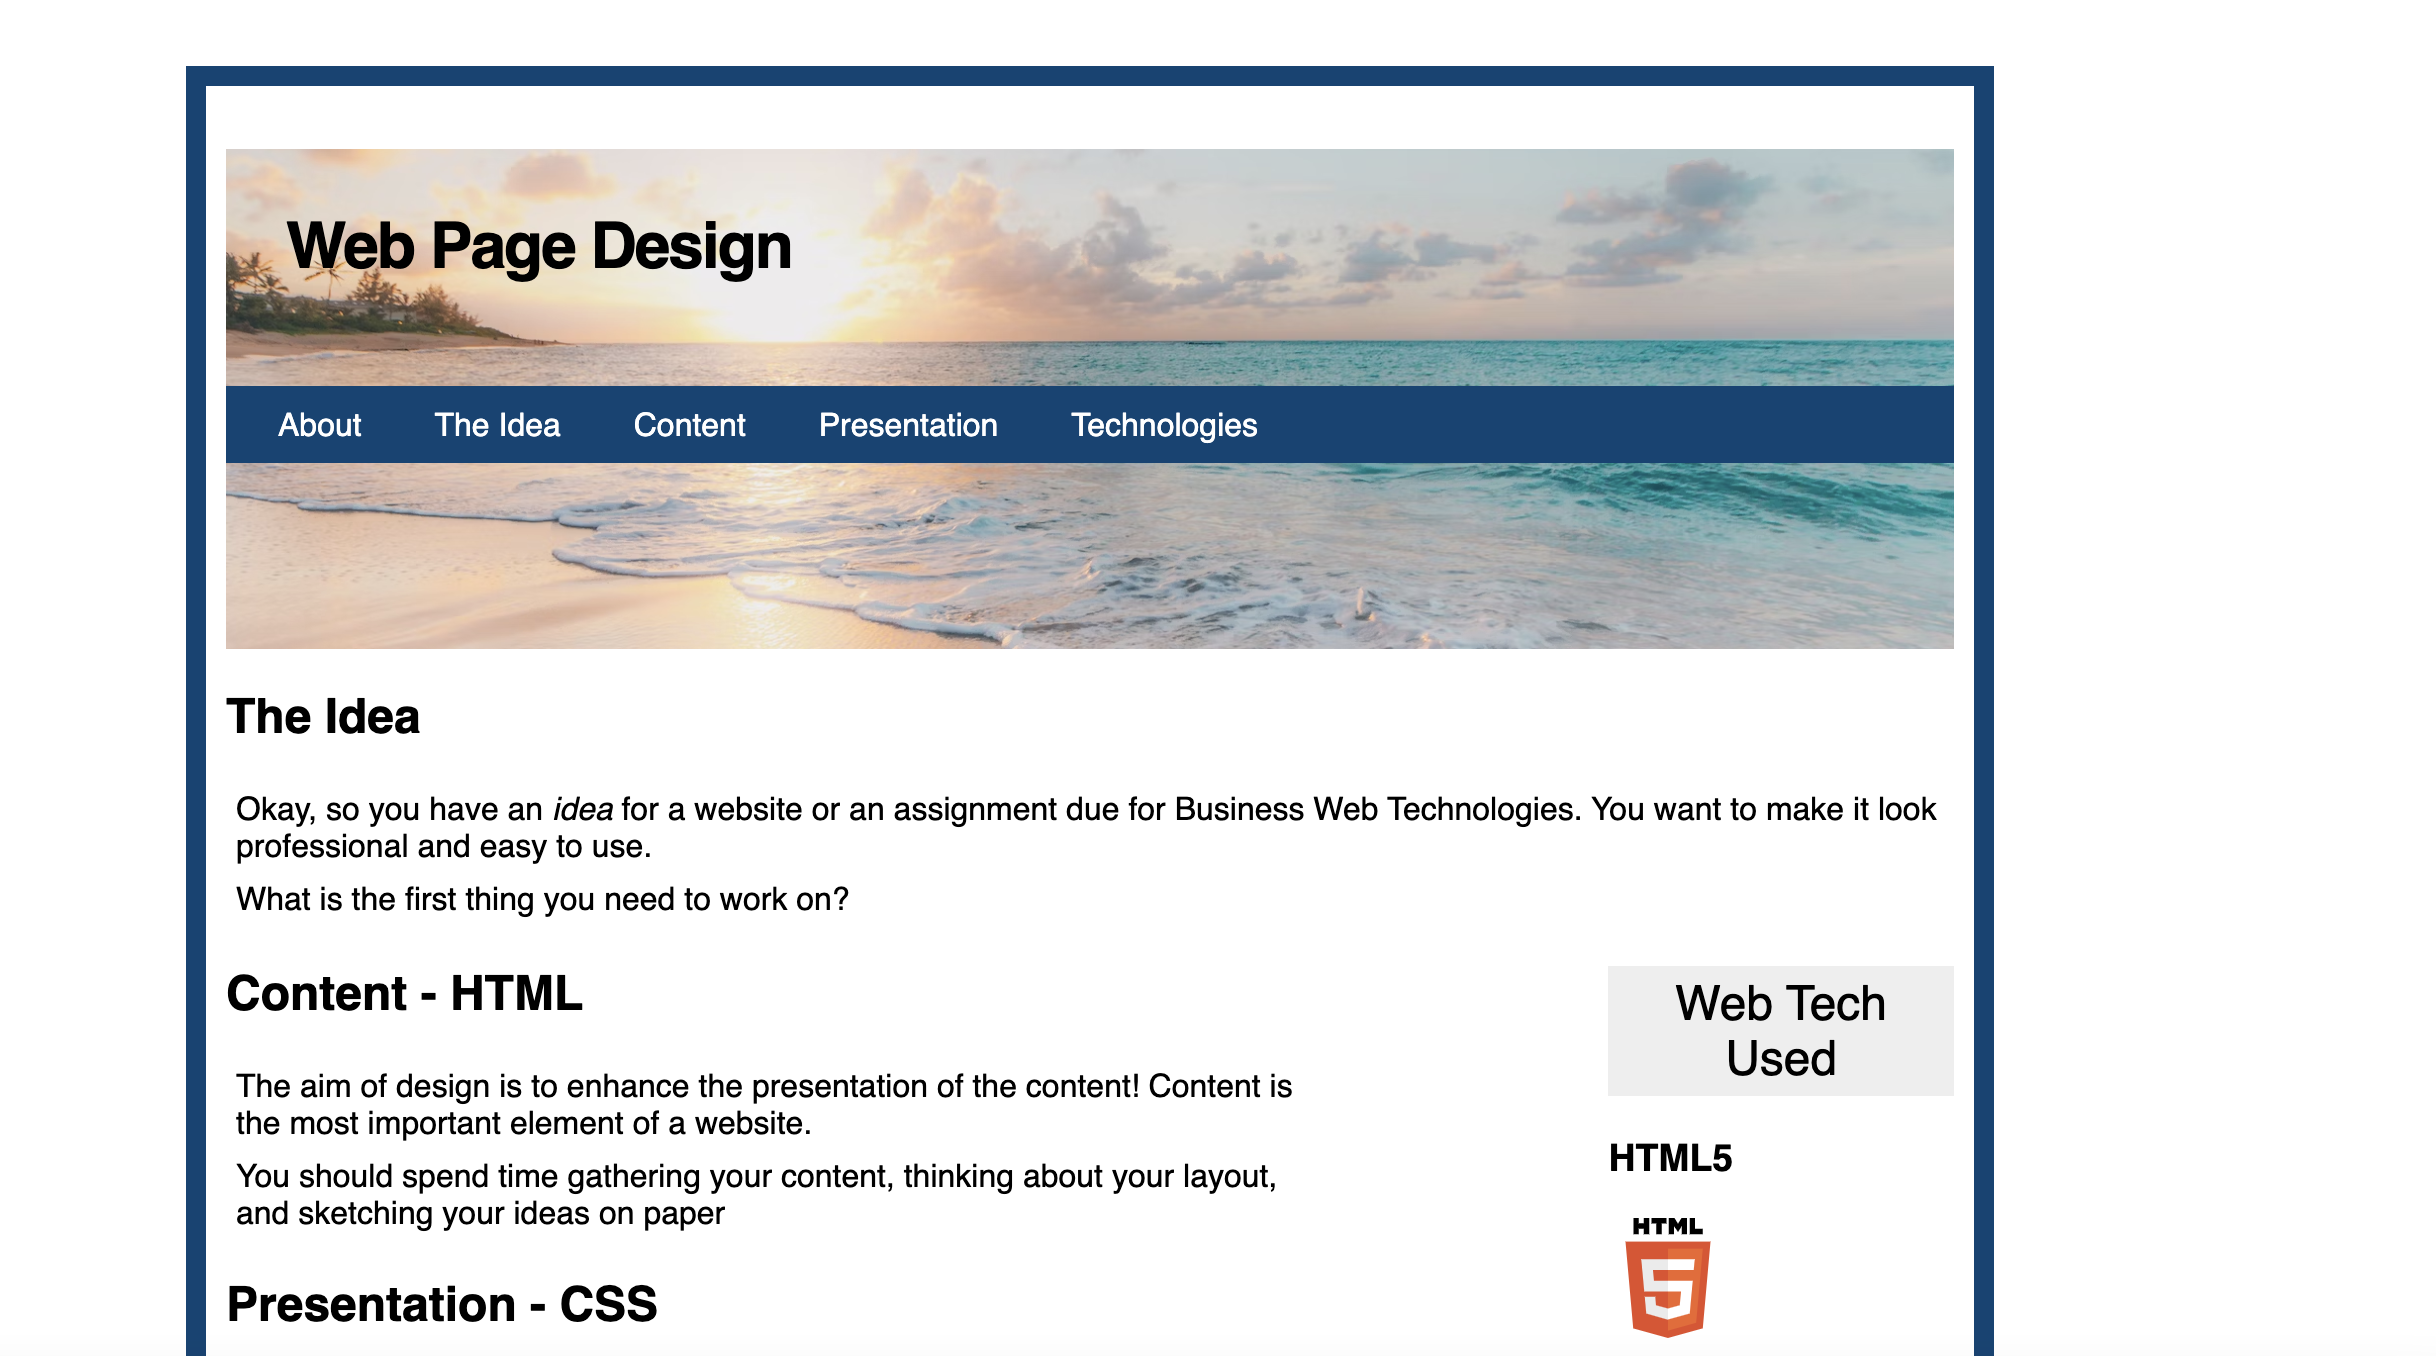 Web Page Design
About The Idea Content Presentation Technologies
The Idea
Okay, so you have an idea for a website or an assignment due for Business Web Technologies. You want to make it look
professional and easy to use.
What is the first thing you need to work on?
Content - HTML
The aim of design is to enhance the presentation of the content! Content is
the most important element of a website.
You should spend time gathering your content, thinking about your layout,
and sketching your ideas on paper
Presentation - CSS
Web Tech
Used
HTML5
HTML
5